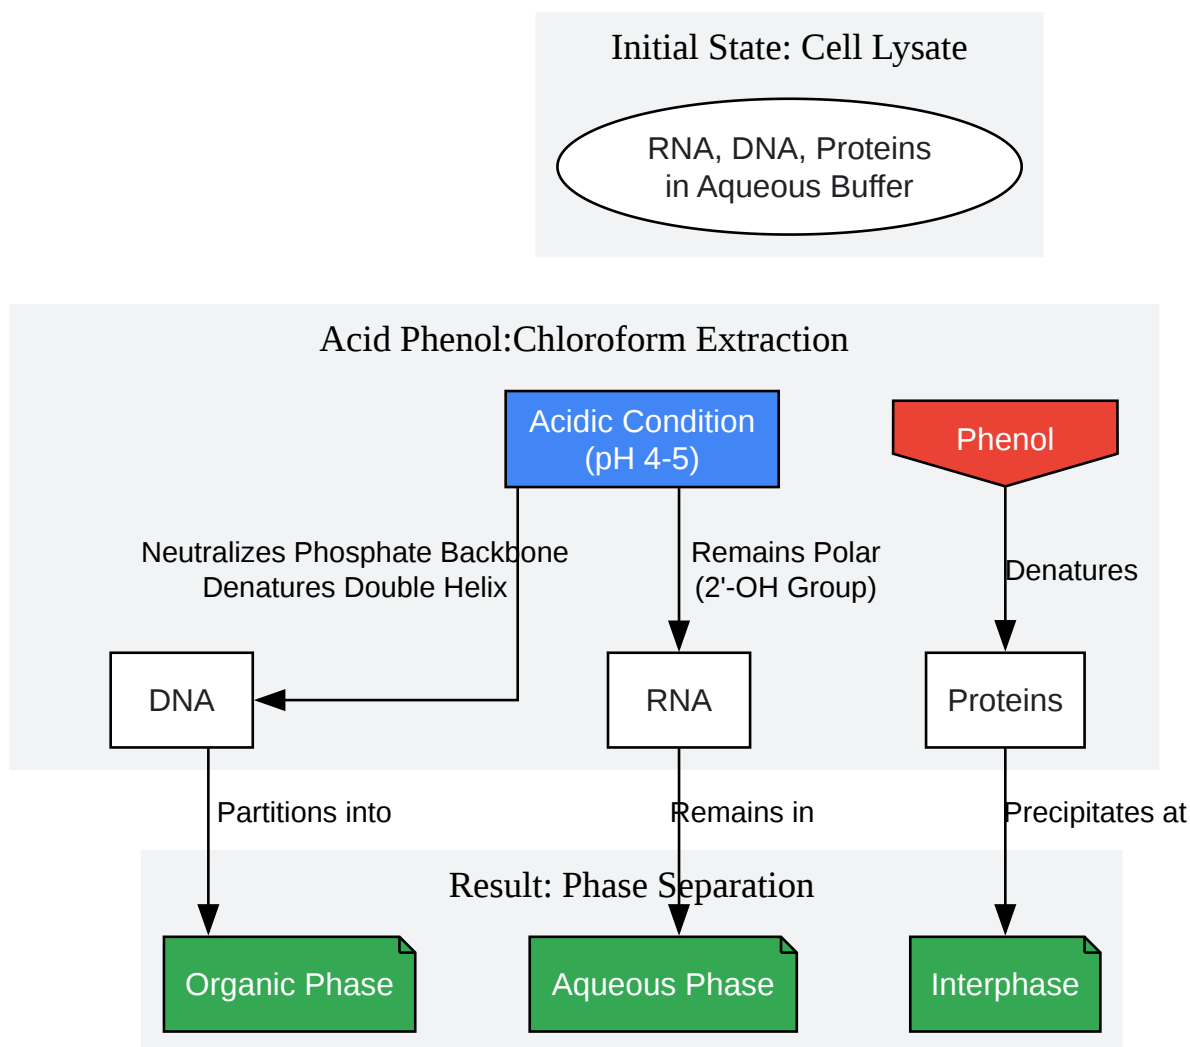 Initial State: Cell Lysate
RNA, DNA, Proteins
in Aqueous Buffer
Acid Phenol:Chloroform Extraction
Acidic Condition
(pH 4-5)
Phenol
Neutralizes Phosphate Backbone
Denatures Double Helix
Remains Polar
(2'-OH Group)
Denatures
DNA
RNA
Proteins
Partitions into
Remains in
Precipitates at
Result: Phase Separation
Organic Phase
Aqueous Phase
Interphase